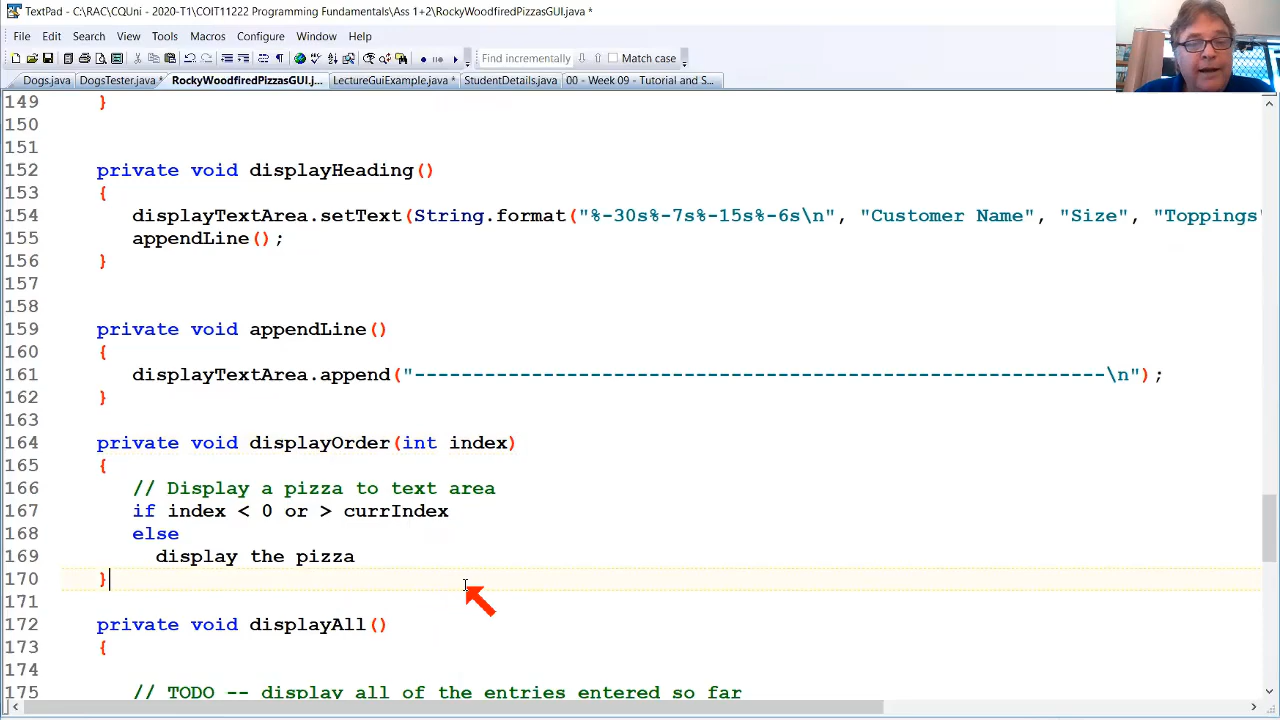 TextPad - C:\RAC\CQUni - 2020-T1\COIT11222 Programming Fundamentals\Ass 1+2\RockyWoodfiredPizzasGUI.java *
File Edit Search View Tools Macros Configure Window Help
Find incrementally Match case
Dogs.java DogsTester.java * RockyWoodfiredPizzasGUI.j... LectureGuiExample.java * StudentDetails.java 00 - Week 09 - Tutorial and S...
149 }
150
151
152 private void displayHeading()
153 {
154 displayTextArea.setText(String.format("%-30s%-7s%-15s%-6s\n", "Customer Name", "Size", "Toppings"
155 appendLine();
156 }
157
158
159 private void appendLine()
160 {
161 displayTextArea.append("-----------------------------------------------------------\n");
162 }
163
164 private void displayOrder(int index)
165 {
166 // Display a pizza to text area
167 if index < 0 or > currIndex
168 else
169 display the pizza
170 }
171
172 private void displayAll()
173 {
174
175 // TODO -- display all of the entries entered so far